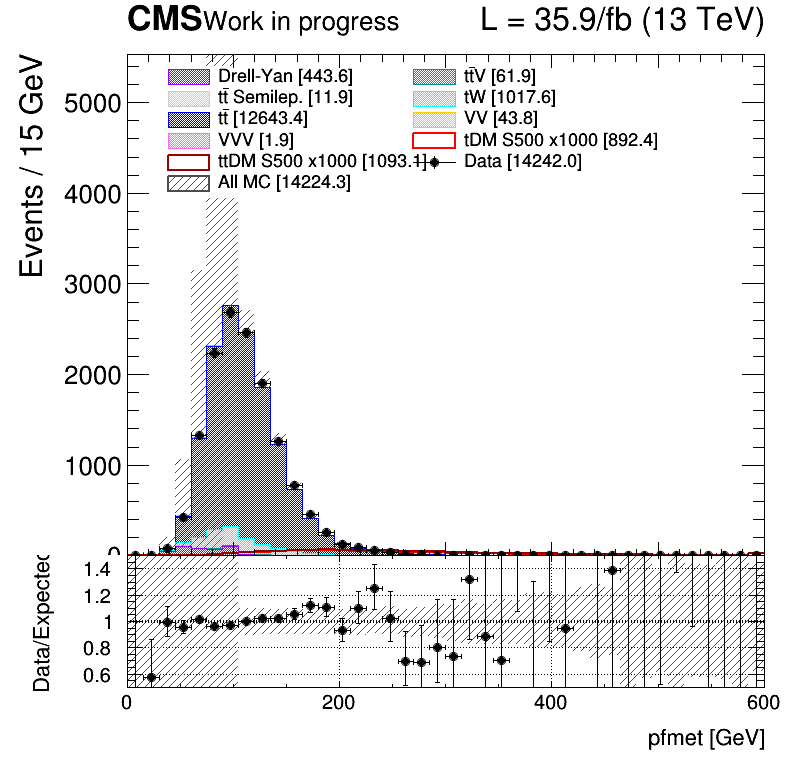 CMS Work in progress L = 35.9/fb (13 TeV)
Events / 15 GeV
Drell-Yan [443.6] tt̄V [61.9]
tt̄ Semilep. [11.9] tW [1017.6]
tt̄ [12643.4] VV [43.8]
VVV [1.9] tDM S500 x1000 [892.4]
ttDM S500 x1000 [1093.1] Data [14242.0]
All MC [14224.3]
5000
4000
3000
2000
1000
0
Data/Expected
1.4
1.2
1
0.8
0.6
0 200 400 600
pfmet [GeV]